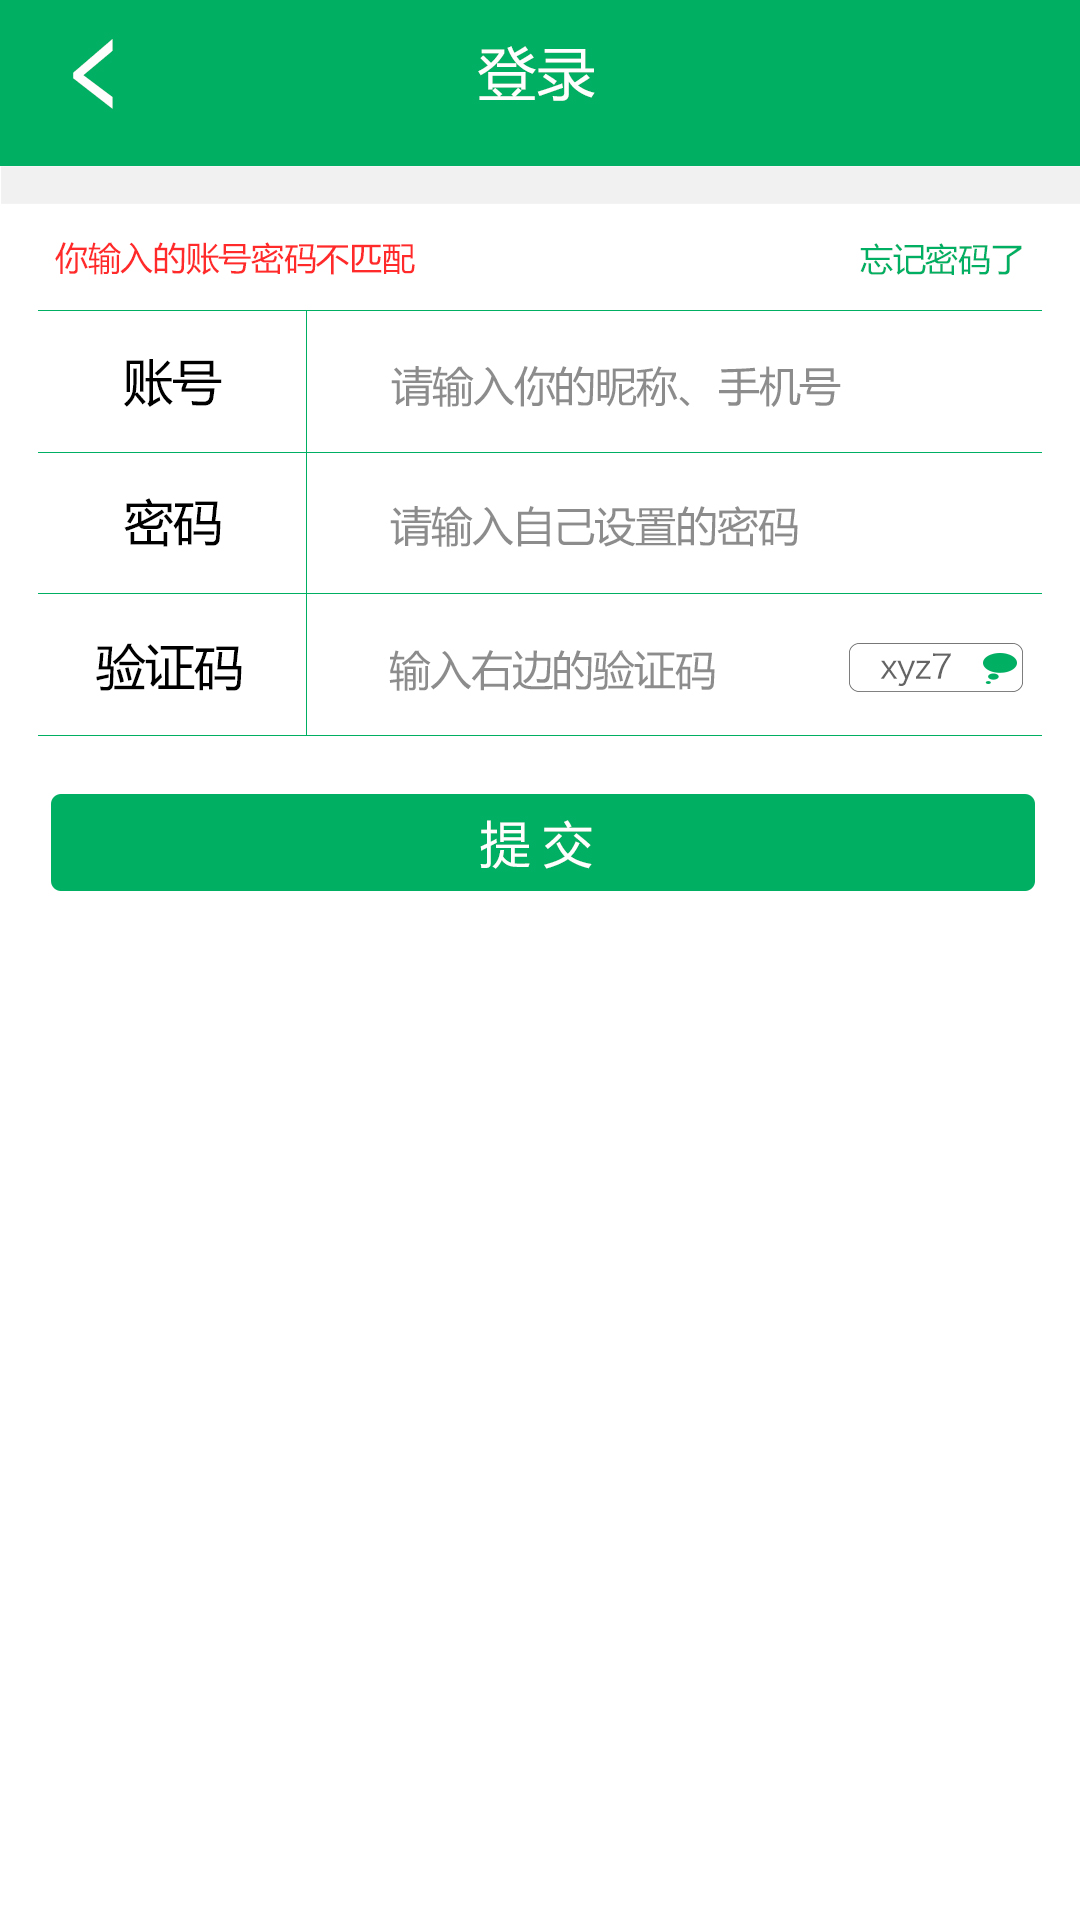 登录
你输入的账号密码不匹配 忘记密码了
账号 请输入你的昵称、手机号
密码 请输入自己设置的密码
验证码 输入右边的验证码 xyz7
提 交